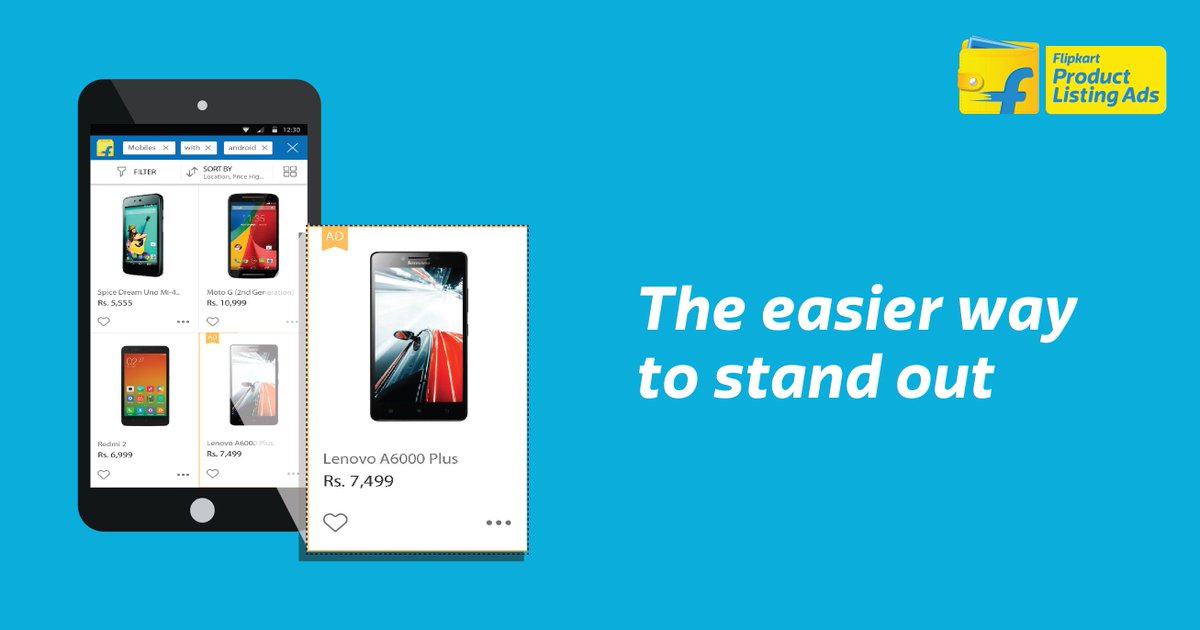 Flipkart
Product
Listing Ads
12:30
Mobiles ×
with ×
android ×
FILTER
SORT BY
Location, Price Hig...
Spice Dream Uno Mi-4..
Rs. 5,555
Moto G (2nd Generation)
Rs. 10,999
Redmi 2
Rs. 6,999
AD
Lenovo A6000 Plus
Rs. 7,499
AD
Lenovo
Lenovo A6000 Plus
Rs. 7,499
The easier way
to stand out